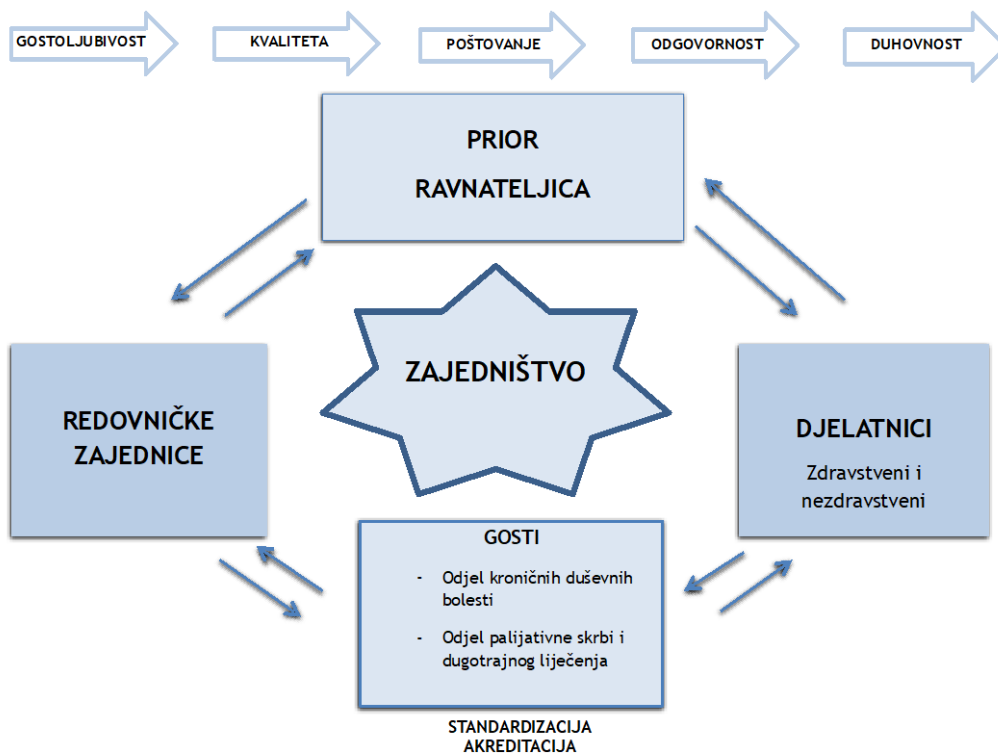 GOSTOLJUBIVOST
KVALITETA
POŠTOVANJE
ODGOVORNOST
DUHOVNOST
PRIOR
RAVNATELJICA
ZAJEDNIŠTVO
REDOVNIČKE
ZAJEDNICE
DJELATNICI
Zdravstveni i
nezdravstveni
GOSTI
- Odjel kroničnih duševnih
bolesti
- Odjel palijativne skrbi i
dugotrajnog liječenja
STANDARDIZACIJA
AKREDITACIJA